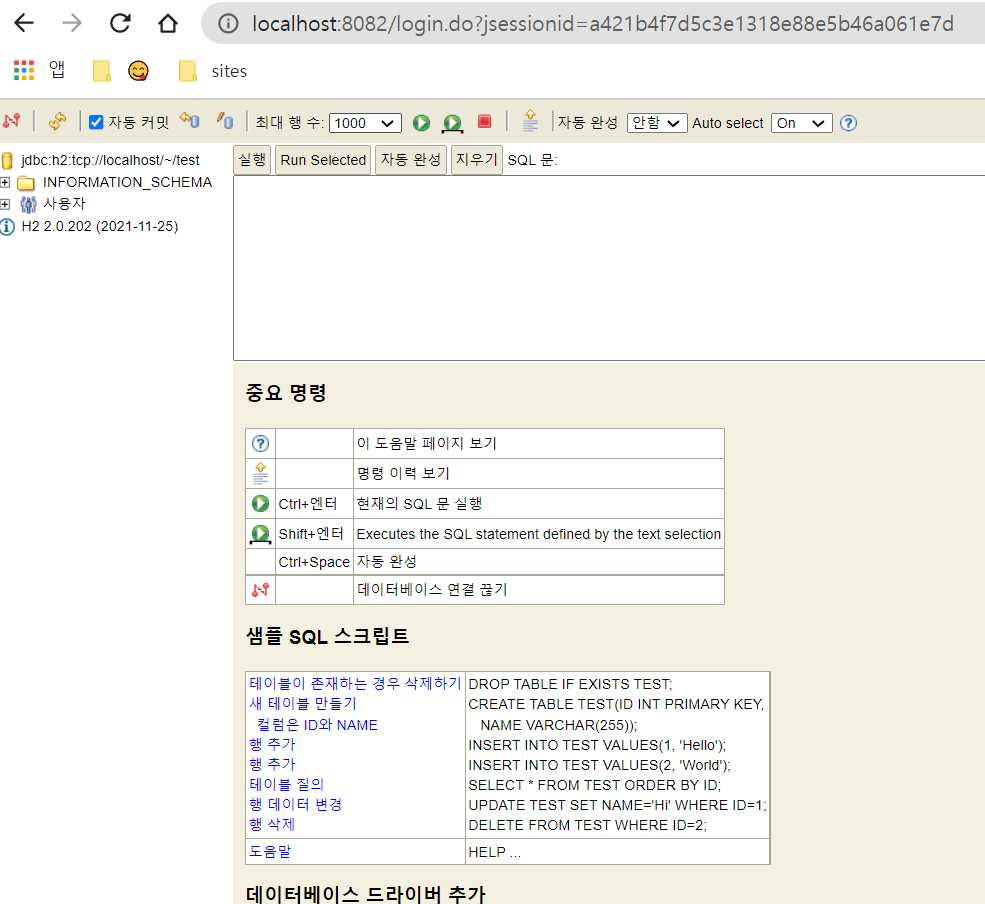 localhost:8082/login.do?jsessionid=a421b4f7d5c3e1318e88e5b46a061e7d
앱 sites
자동 커밋 최대 행 수: 1000 자동 완성 안함 Auto select On
jdbc:h2:tcp://localhost/~/test
INFORMATION_SCHEMA
사용자
H2 2.0.202 (2021-11-25)
실행 Run Selected 자동 완성 지우기 SQL 문:
중요 명령
이 도움말 페이지 보기
명령 이력 보기
Ctrl+엔터 현재의 SQL 문 실행
Shift+엔터 Executes the SQL statement defined by the text selection
Ctrl+Space 자동 완성
데이터베이스 연결 끊기
샘플 SQL 스크립트
테이블이 존재하는 경우 삭제하기 DROP TABLE IF EXISTS TEST;
새 테이블 만들기 CREATE TABLE TEST(ID INT PRIMARY KEY,
컬럼은 ID와 NAME NAME VARCHAR(255));
행 추가 INSERT INTO TEST VALUES(1, 'Hello');
행 추가 INSERT INTO TEST VALUES(2, 'World');
테이블 질의 SELECT * FROM TEST ORDER BY ID;
행 데이터 변경 UPDATE TEST SET NAME='Hi' WHERE ID=1;
행 삭제 DELETE FROM TEST WHERE ID=2;
도움말 HELP ...
데이터베이스 드라이버 추가